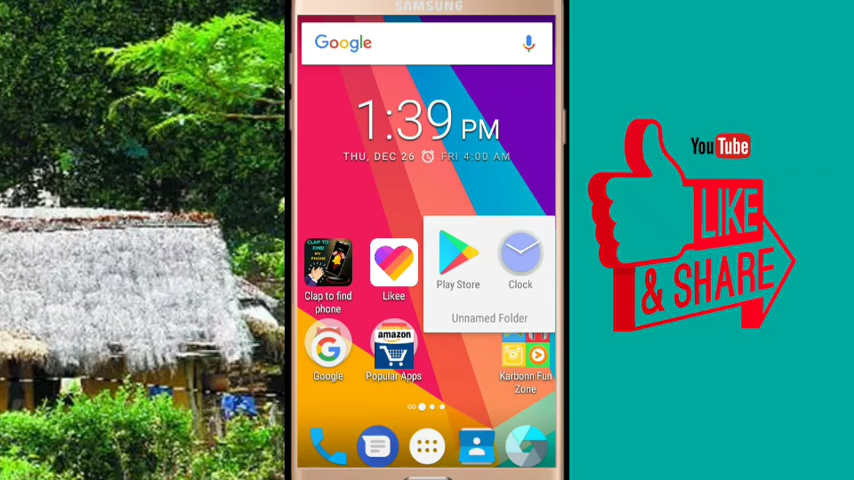 SAMSUNG
Google
1:39 PM
THU, DEC 26 FRI 4:00 AM
YouTube
LIKE
& SHARE
CLAP TO
FIND
MY
PHONE
Clap to find
phone
Likee
Play Store
Clock
Unnamed Folder
Google
amazon
Popular Apps
Karbonn Fun
Zone